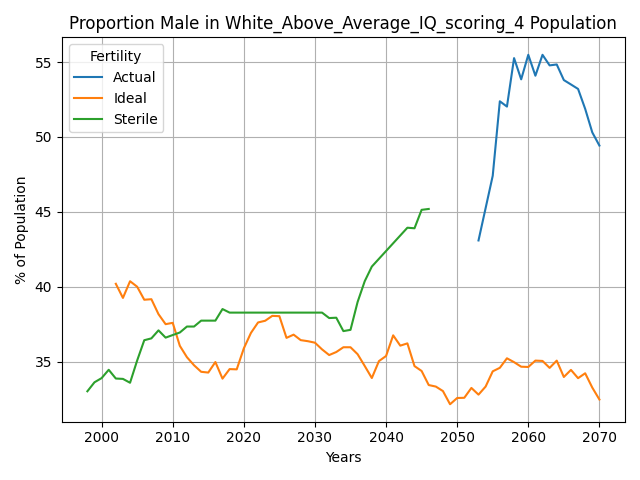 Proportion Male in White_Above_Average_IQ_scoring_4 Population
Fertility
Actual
Ideal
Sterile
55
50
45
40
35
% of Population
2000 2010 2020 2030 2040 2050 2060 2070
Years